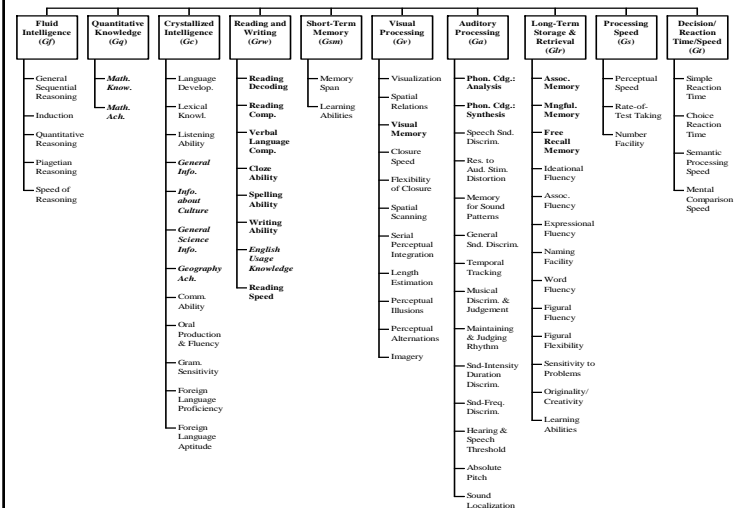 Fluid
Intelligence
(Gf)
General
Sequential
Reasoning
Induction
Quantitative
Reasoning
Piagetian
Reasoning
Speed of
Reasoning
Quantitative
Knowledge
(Gq)
Math.
Know.
Math.
Ach.
Crystallized
Intelligence
(Gc)
Language
Develop.
Lexical
Knowl.
Listening
Ability
General
Info.
Info.
about
Culture
General
Science
Info.
Geography
Ach.
Comm.
Ability
Oral
Production
& Fluency
Gram.
Sensitivity
Foreign
Language
Proficiency
Foreign
Language
Aptitude
Reading and
Writing
(Grw)
Reading
Decoding
Reading
Comp.
Verbal
Language
Comp.
Cloze
Ability
Spelling
Ability
Writing
Ability
English
Usage
Knowledge
Reading
Speed
Short-Term
Memory
(Gsm)
Memory
Span
Learning
Abilities
Visual
Processing
(Gv)
Visualization
Spatial
Relations
Visual
Memory
Closure
Speed
Flexibility
of Closure
Spatial
Scanning
Serial
Perceptual
Integration
Length
Estimation
Perceptual
Illusions
Perceptual
Alternations
Imagery
Auditory
Processing
(Ga)
Phon. Cdg.:
Analysis
Phon. Cdg.:
Synthesis
Speech Snd.
Discrim.
Res. to
Aud. Stim.
Distortion
Memory
for Sound
Patterns
General
Snd. Discrim.
Temporal
Tracking
Musical
Discrim. &
Judgement
Maintaining
& Judging
Rhythm
Snd-Intensity
Duration
Discrim.
Snd-Freq.
Discrim.
Hearing &
Speech
Threshold
Absolute
Pitch
Sound
Localization
Long-Term
Storage &
Retrieval
(Glr)
Assoc.
Memory
Mngful.
Memory
Free
Recall
Memory
Ideational
Fluency
Assoc.
Fluency
Expressional
Fluency
Naming
Facility
Word
Fluency
Figural
Fluency
Figural
Flexibility
Sensitivity to
Problems
Originality/
Creativity
Learning
Abilities
Processing
Speed
(Gs)
Perceptual
Speed
Rate-of-
Test Taking
Number
Facility
Decision/
Reaction
Time/Speed
(Gt)
Simple
Reaction
Time
Choice
Reaction
Time
Semantic
Processing
Speed
Mental
Comparison
Speed